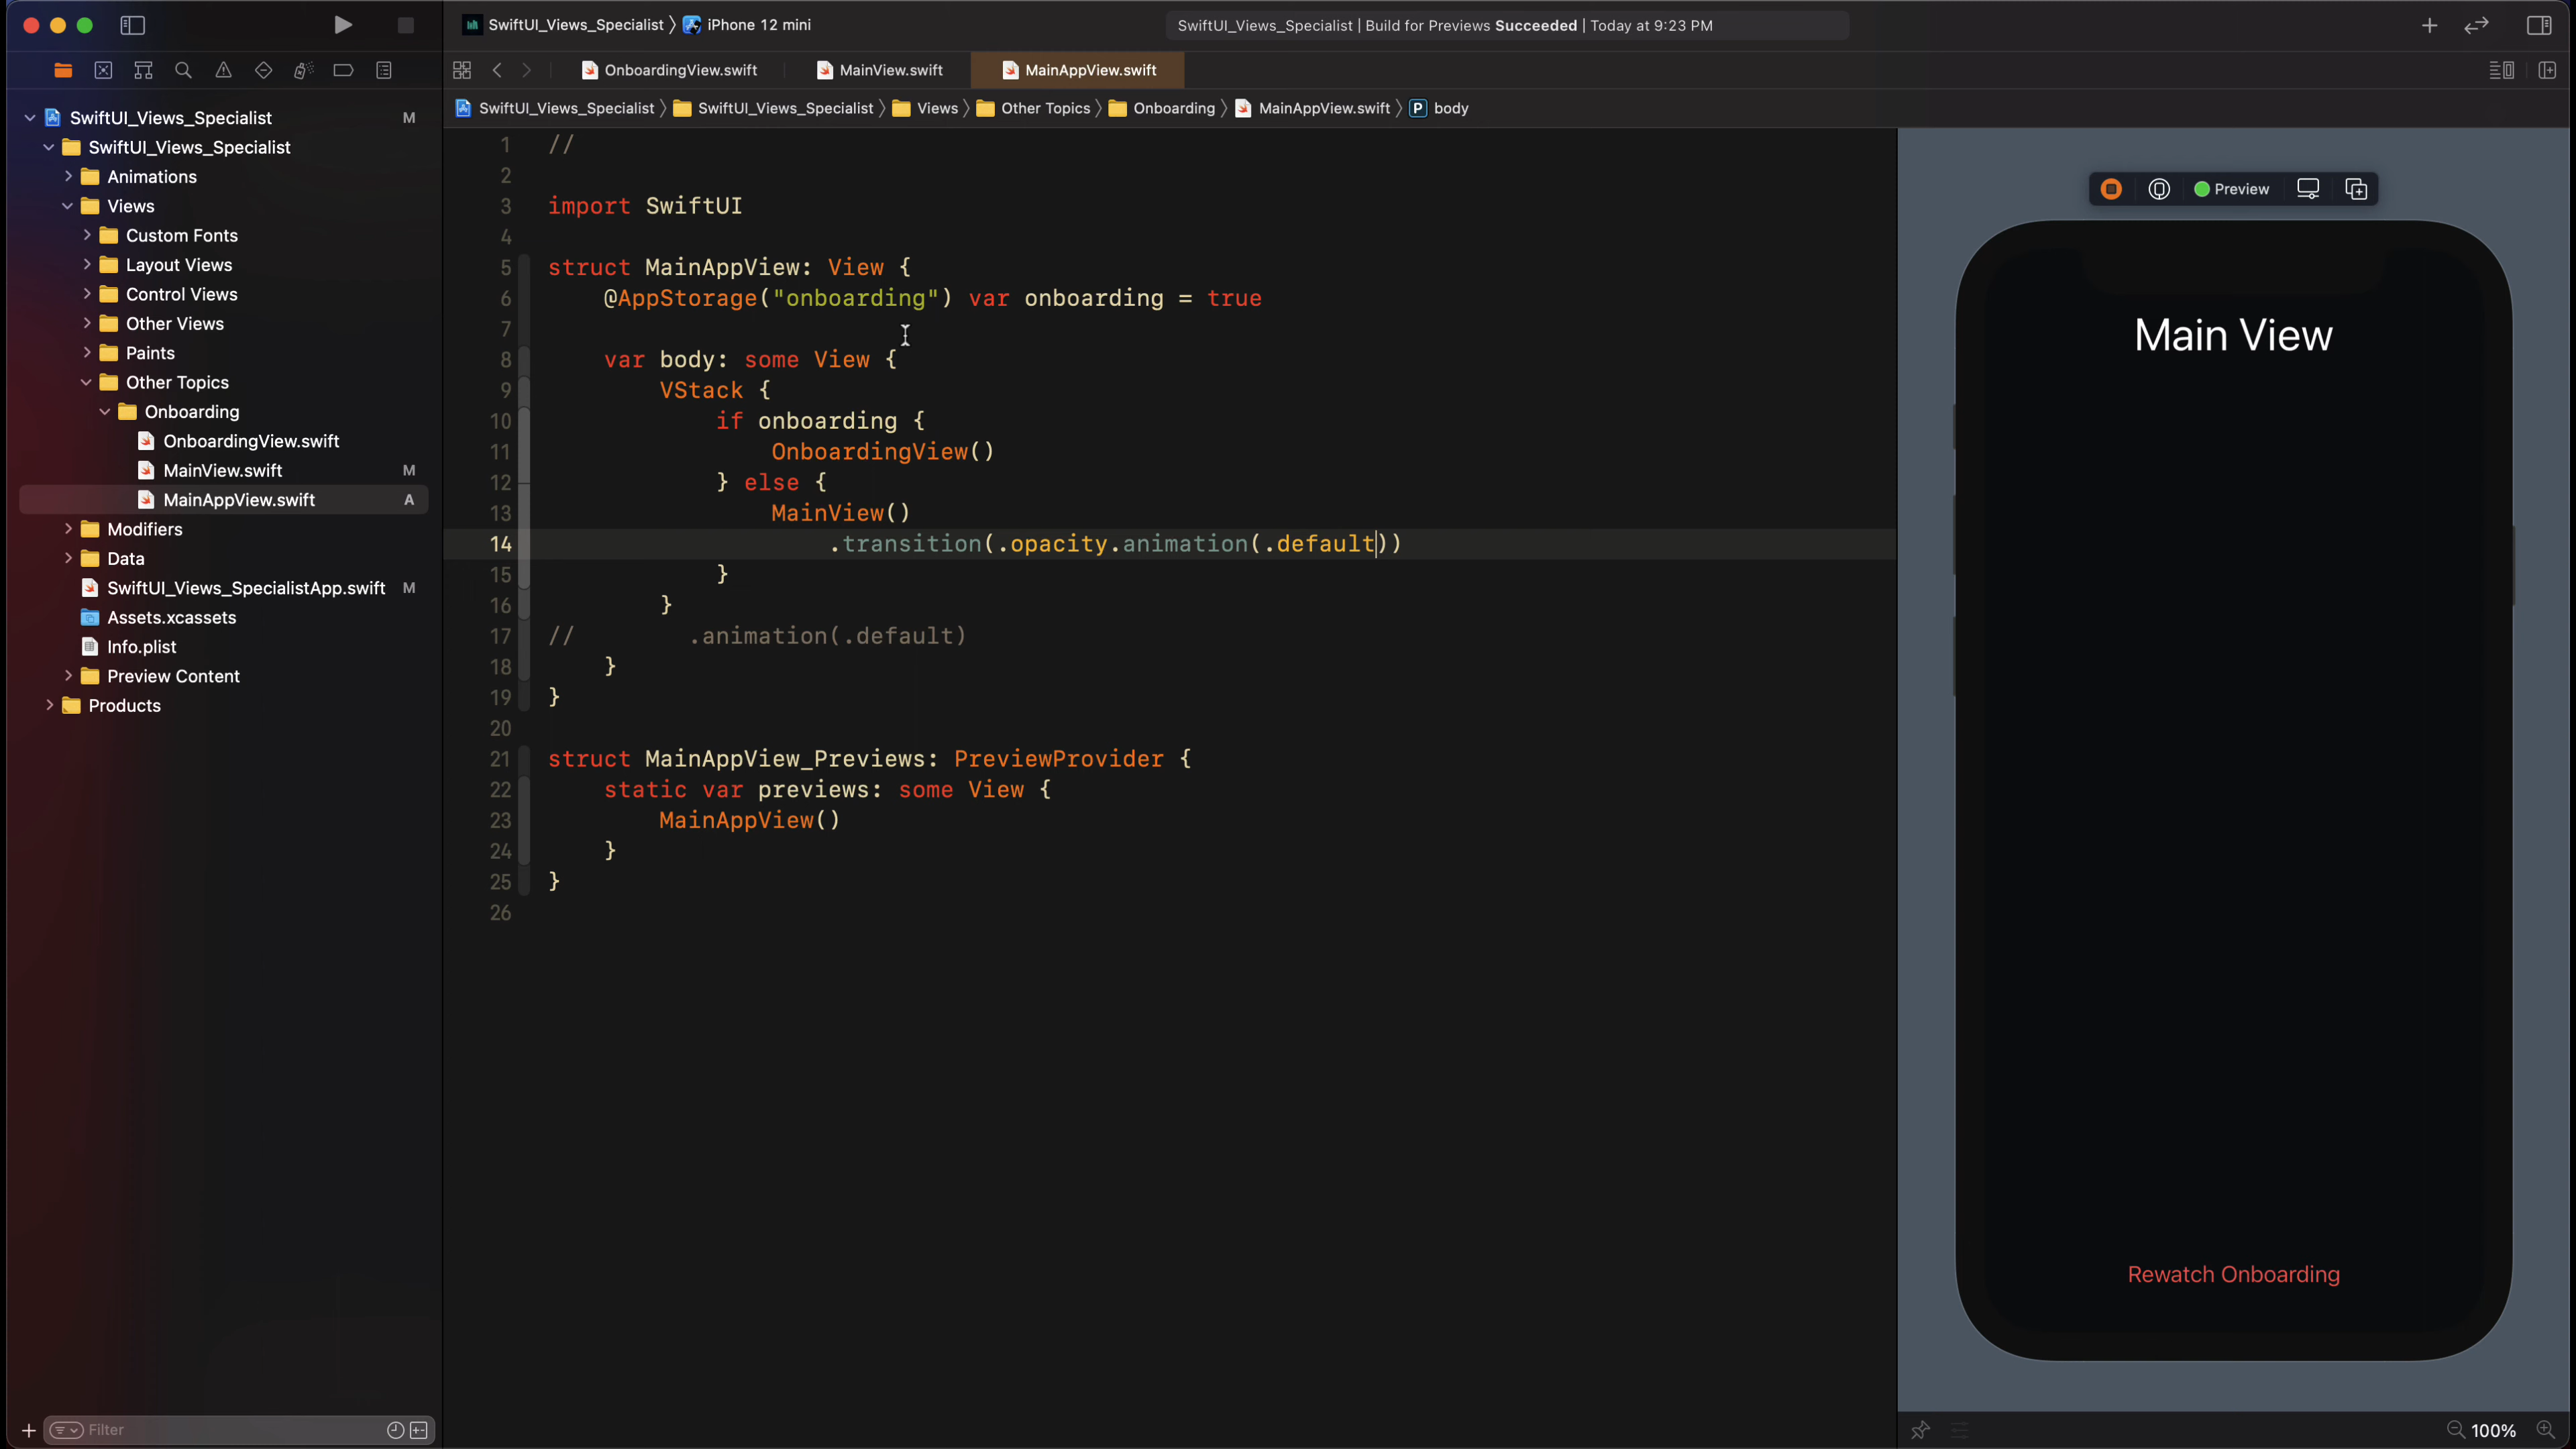 SwiftUI_Views_Specialist 〉 iPhone 12 mini
SwiftUI_Views_Specialist | Build for Previews Succeeded | Today at 9:23 PM
OnboardingView.swift
MainView.swift
MainAppView.swift
SwiftUI_Views_Specialist 〉 SwiftUI_Views_Specialist 〉 Views 〉 Other Topics 〉 Onboarding 〉 MainAppView.swift 〉 P body
SwiftUI_Views_Specialist M
SwiftUI_Views_Specialist
Animations
Views
Custom Fonts
Layout Views
Control Views
Other Views
Paints
Other Topics
Onboarding
OnboardingView.swift
MainView.swift M
MainAppView.swift A
Modifiers
Data
SwiftUI_Views_SpecialistApp.swift M
Assets.xcassets
Info.plist
Preview Content
Products
Filter
1 //
2
3 import SwiftUI
4
5 struct MainAppView: View {
6 @AppStorage("onboarding") var onboarding = true
7
8 var body: some View {
9 VStack {
10 if onboarding {
11 OnboardingView()
12 } else {
13 MainView()
14 .transition(.opacity.animation(.default))
15 }
16 }
17 // .animation(.default)
18 }
19 }
20
21 struct MainAppView_Previews: PreviewProvider {
22 static var previews: some View {
23 MainAppView()
24 }
25 }
26
Preview
Main View
Rewatch Onboarding
100%